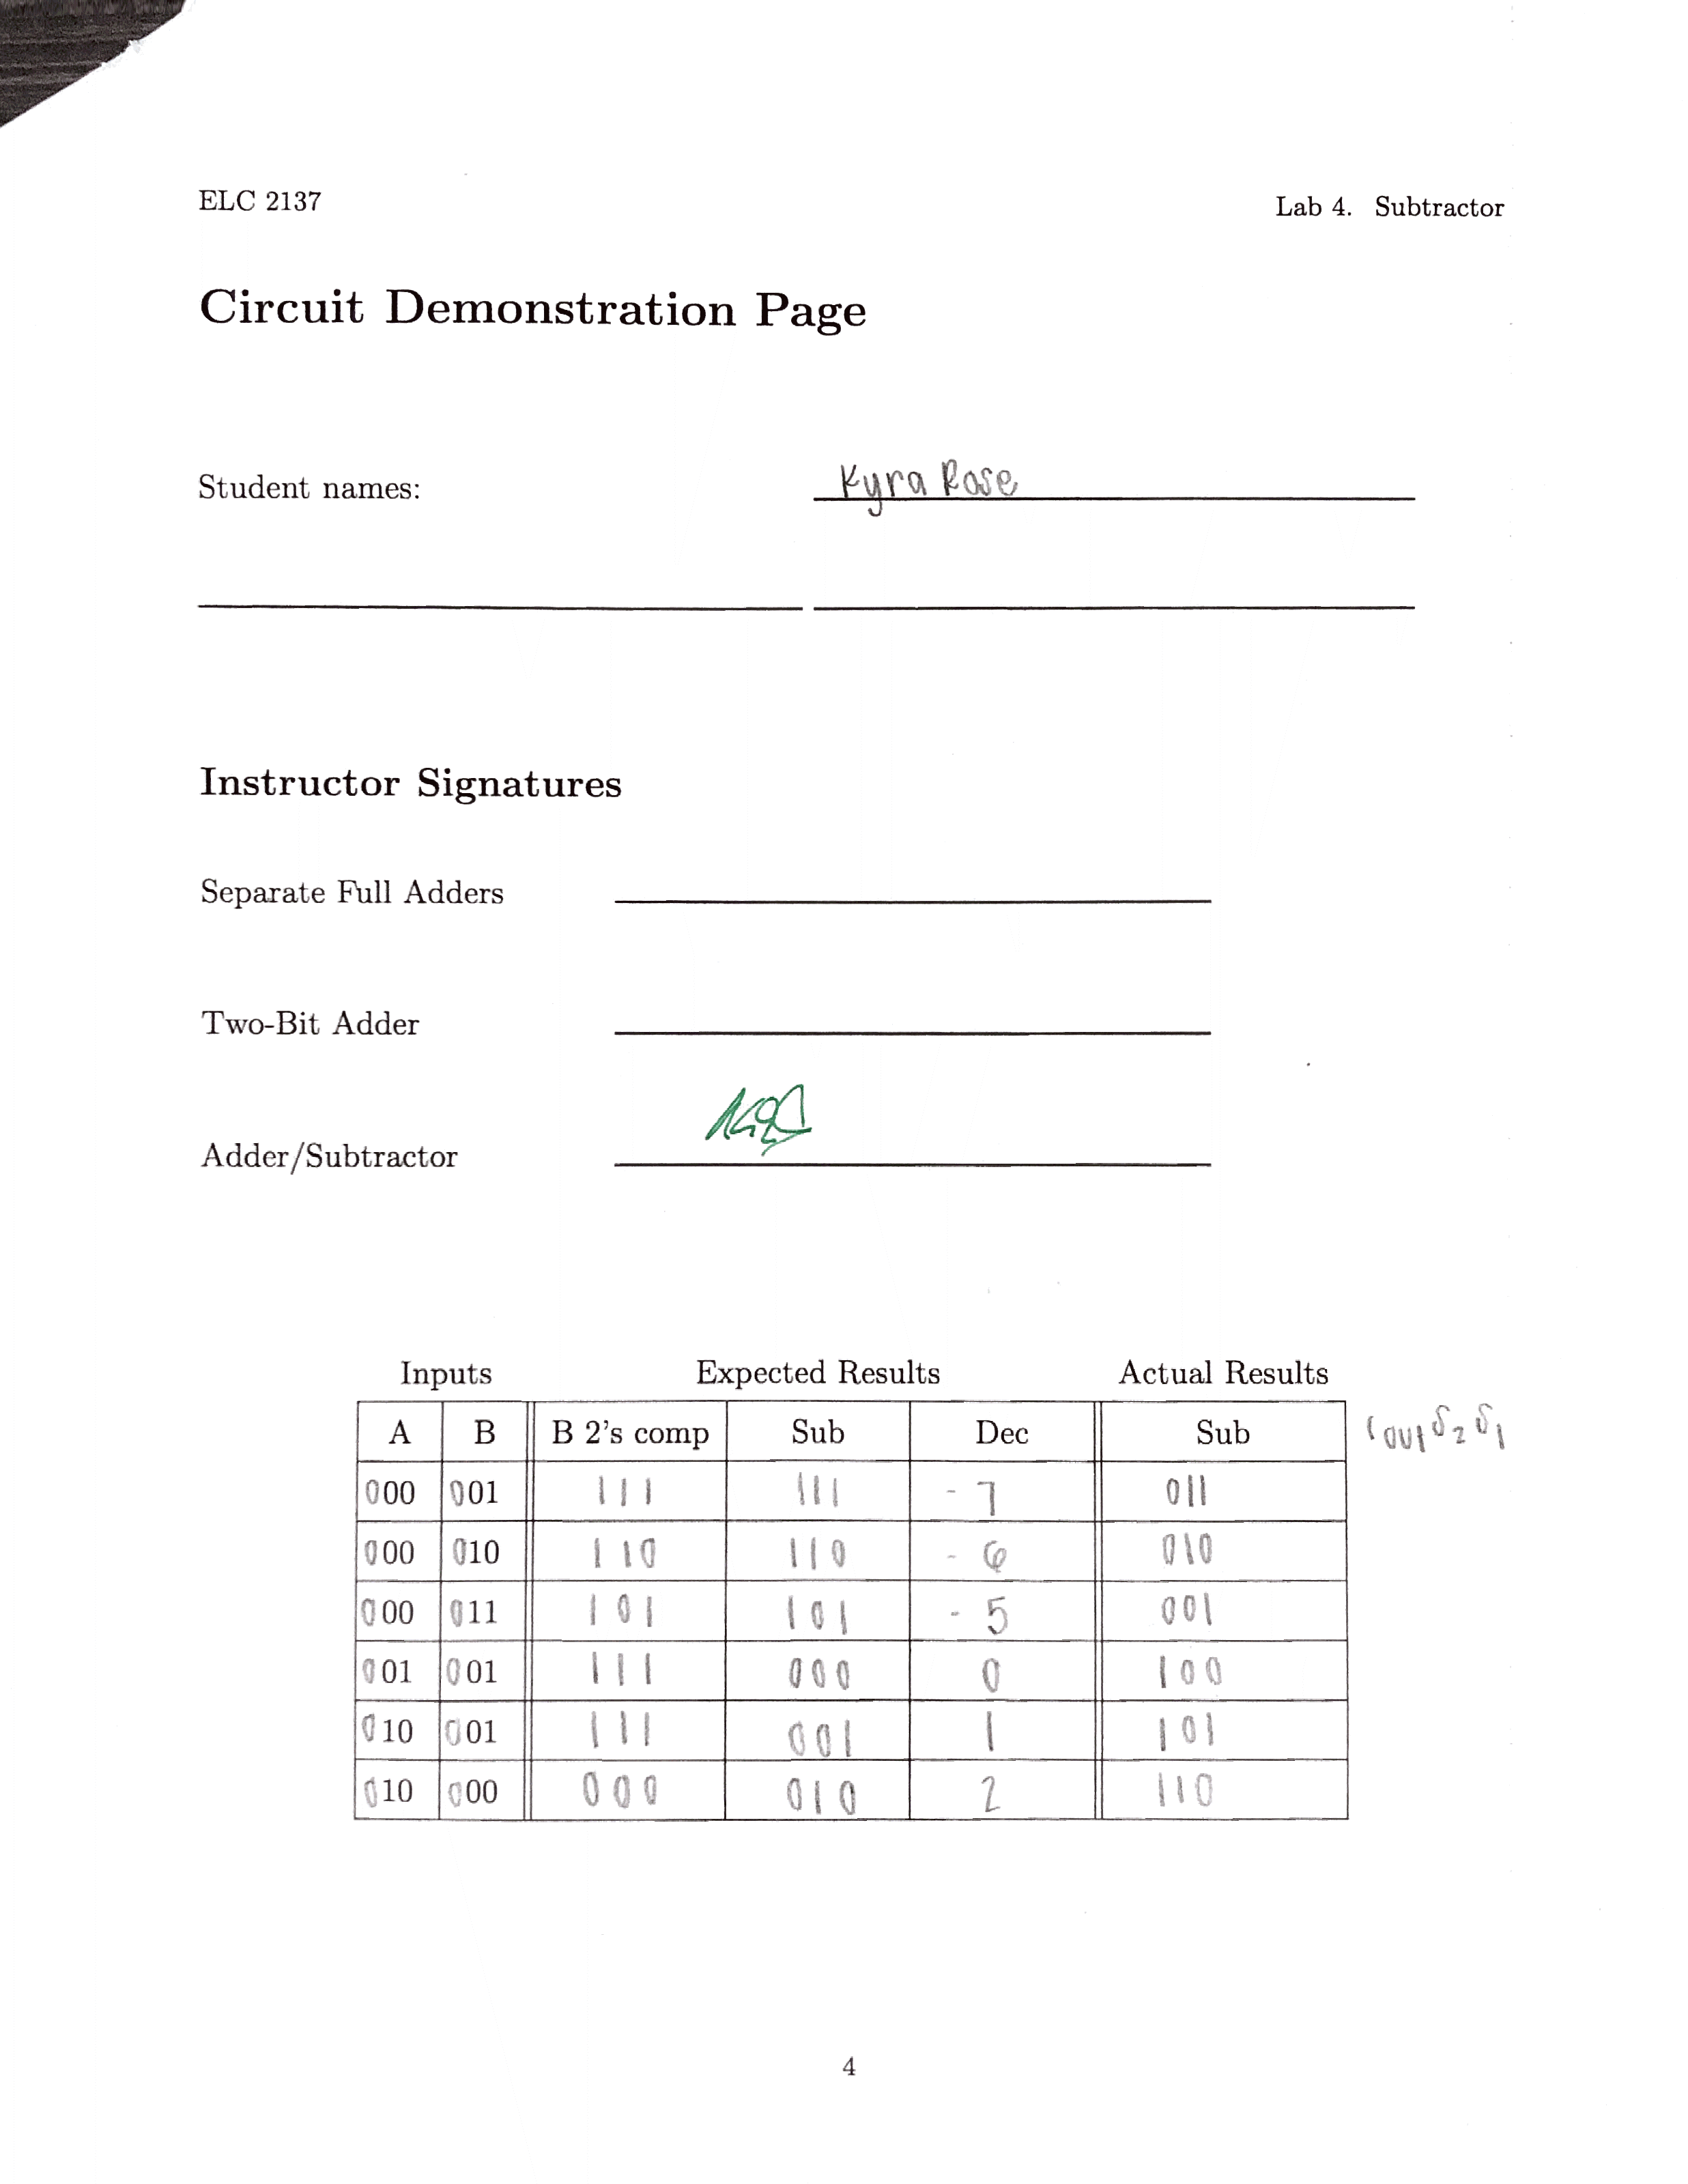 ELC 2137 Lab 4. Subtractor
Circuit Demonstration Page
Student names: Kyra Rose
Instructor Signatures
Separate Full Adders
Two-Bit Adder
Adder/Subtractor
Inputs Expected Results Actual Results
A B B 2's comp Sub Dec Sub Cout S2 S1
000 001 111 111 -7 011
000 010 110 110 -6 010
000 011 101 101 -5 001
001 001 111 000 0 100
010 001 111 001 1 101
010 000 000 010 2 110
4